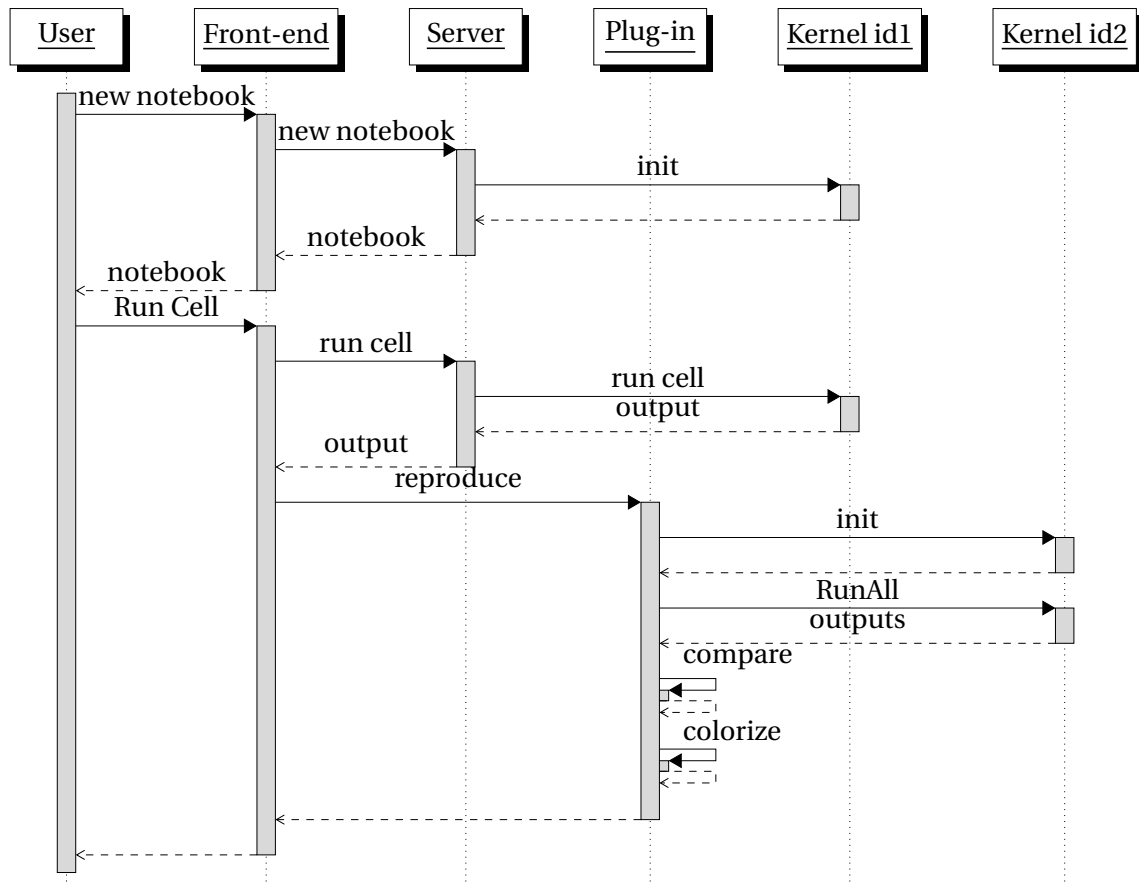 User
Front-end
Server
Plug-in
Kernel id1
Kernel id2
new notebook
new notebook
init
notebook
notebook
Run Cell
run cell
run cell
output
output
reproduce
init
RunAll
outputs
compare
colorize